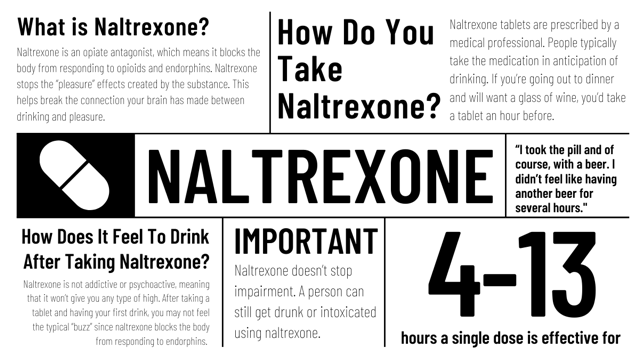 What is Naltrexone?
Naltrexone is an opiate antagonist, which means it blocks the
body from responding to opioids and endorphins. Naltrexone
stops the "pleasure" effects created by the substance. This
helps break the connection your brain has made between
drinking and pleasure.
How Do You
Take
Naltrexone?
Naltrexone tablets are prescribed by a
medical professional. People typically
take the medication in anticipation of
drinking. If you're going out to dinner
and will want a glass of wine, you'd take
a tablet an hour before.
NALTREXONE
"I took the pill and of
course, with a beer. I
didn't feel like having
another beer for
several hours."
How Does It Feel To Drink
After Taking Naltrexone?
Naltrexone is not addictive or psychoactive, meaning
that it won't give you any type of high. After taking a
tablet and having your first drink, you may not feel
the typical "buzz" since naltrexone blocks the body
from responding to endorphins.
IMPORTANT
Naltrexone doesn't stop
impairment. A person can
still get drunk or intoxicated
using naltrexone.
4-13
hours a single dose is effective for